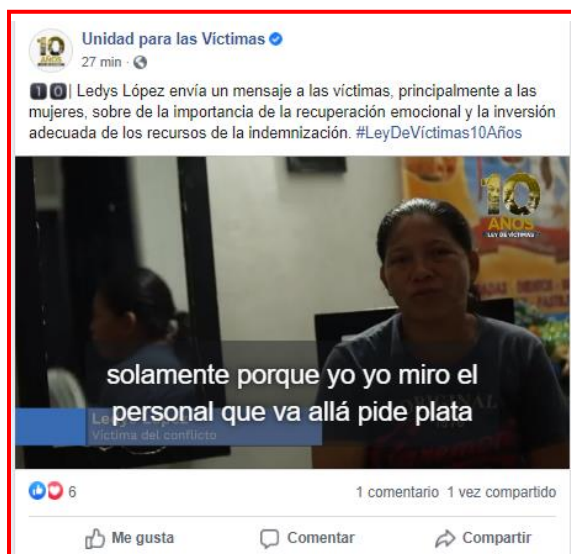 Unidad para las Víctimas
27 min
10| Ledys López envía un mensaje a las víctimas, principalmente a las
mujeres, sobre de la importancia de la recuperación emocional y la inversión
adecuada de los recursos de la indemnización. #LeyDeVíctimas10Años
10
AÑOS
LEY DE VÍCTIMAS
solamente porque yo yo miro el
personal que va allá pide plata
Ledys López
Víctima del conflicto
ORIGINAL
6
1 comentario 1 vez compartido
Me gusta
Comentar
Compartir